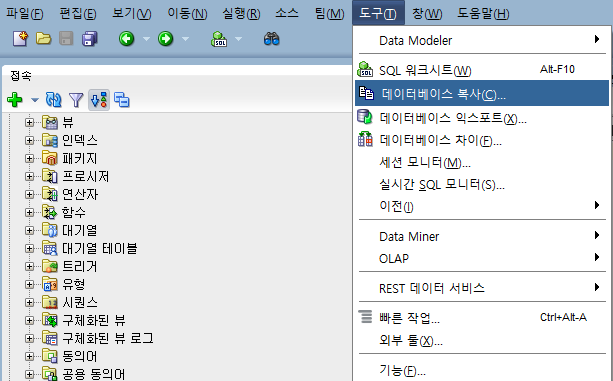 파일(F) 편집(E) 보기(V) 이동(N) 실행(R) 소스 팀(M) 도구(T) 창(W) 도움말(H)
접속
뷰
인덱스
패키지
프로시저
연산자
함수
대기열
대기열 테이블
트리거
유형
시퀀스
구체화된 뷰
구체화된 뷰 로그
동의어
공용 동의어
Data Modeler
SQL 워크시트(W) Alt-F10
데이터베이스 복사(C)...
데이터베이스 익스포트(X)...
데이터베이스 차이(F)...
세션 모니터(M)...
실시간 SQL 모니터(S)...
이전(I)
Data Miner
OLAP
REST 데이터 서비스
빠른 작업... Ctrl+Alt-A
외부 툴(X)...
기능(F)...